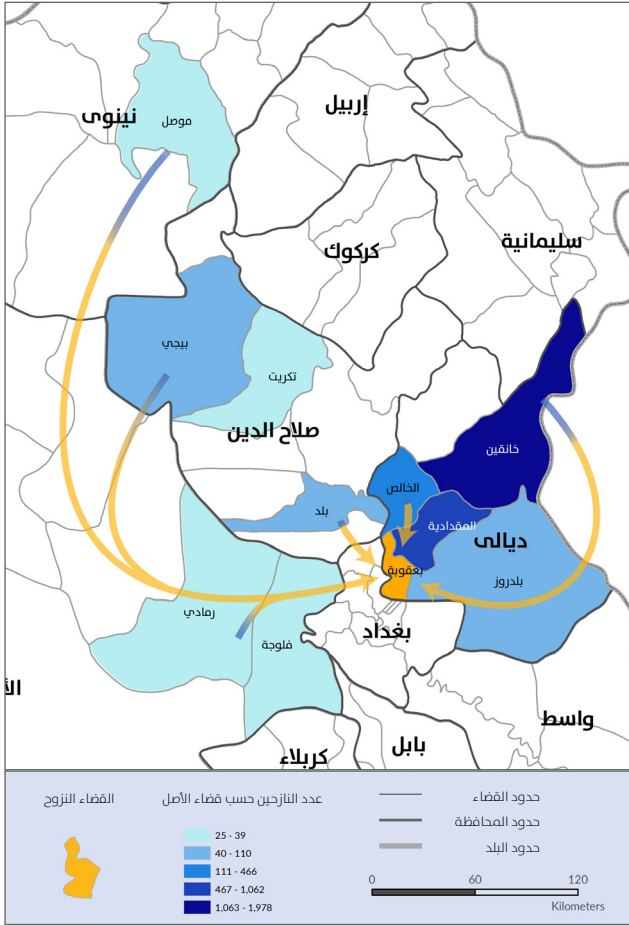 نينوى
موصل
إربيل
سليمانية
كركوك
بيجي
تكريت
صلاح الدين
خانقين
الخالص
بلد
المقدادية
ديالى
بعقوبة
بلدروز
رمادي
بغداد
فلوجة
الأ
واسط
بابل
كربلاء
القضاء النزوح
عدد النازحين حسب قضاء الأصل
25 - 39
40 - 110
111 - 466
467 - 1,062
1,063 - 1,978
حدود القضاء
حدود المحافظة
حدود البلد
0 60 120
Kilometers